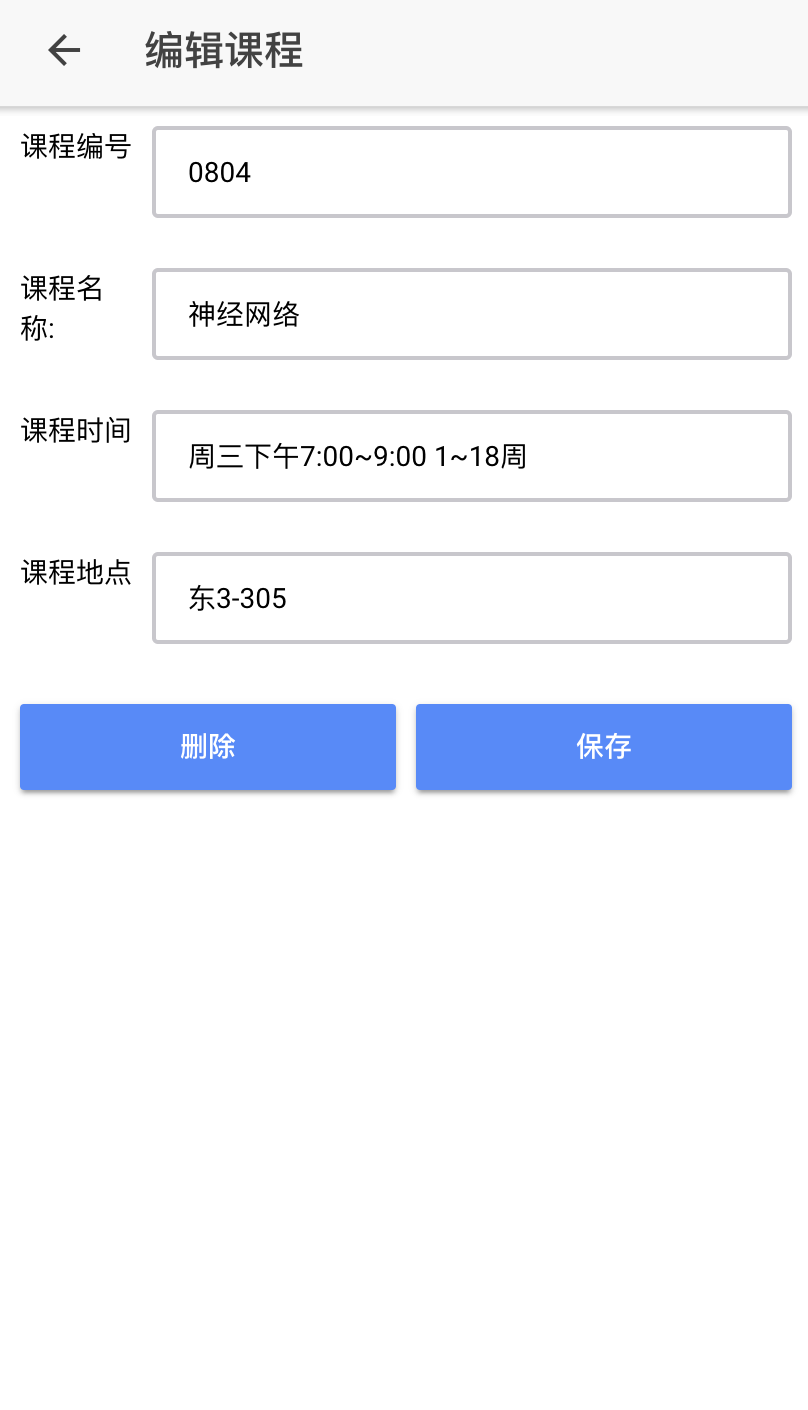 编辑课程
课程编号
0804
课程名
称:
神经网络
课程时间
周三下午7:00~9:00 1~18周
课程地点
东3-305
删除
保存